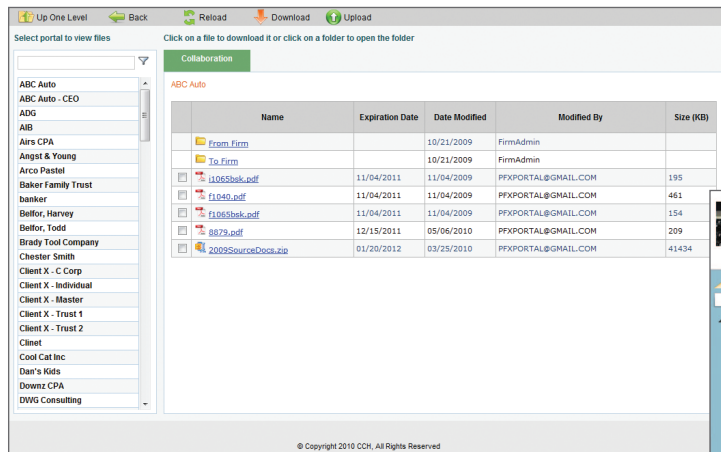 Up One Level Back Reload Download Upload
Select portal to view files Click on a file to download it or click on a folder to open the folder
Collaboration
ABC Auto
ABC Auto
ABC Auto - CEO
ADG
AIB
Airs CPA
Angst & Young
Arco Pastel
Baker Family Trust
banker
Belfor, Harvey
Belfor, Todd
Brady Tool Company
Chester Smith
Client X - C Corp
Client X - Individual
Client X - Master
Client X - Trust 1
Client X - Trust 2
Clinet
Cool Cat Inc
Dan's Kids
Downz CPA
DWG Consulting
Name Expiration Date Date Modified Modified By Size (KB)
From Firm 10/21/2009 FirmAdmin
To Firm 10/21/2009 FirmAdmin
i1065bsk.pdf 11/04/2011 11/04/2009 PFXPORTAL@GMAIL.COM 195
f1040.pdf 11/04/2011 11/04/2009 PFXPORTAL@GMAIL.COM 461
f1065bsk.pdf 11/04/2011 11/04/2009 PFXPORTAL@GMAIL.COM 154
8879.pdf 12/15/2011 05/06/2010 PFXPORTAL@GMAIL.COM 209
2009SourceDocs.zip 01/20/2012 03/25/2010 PFXPORTAL@GMAIL.COM 41434
© Copyright 2010 CCH, All Rights Reserved